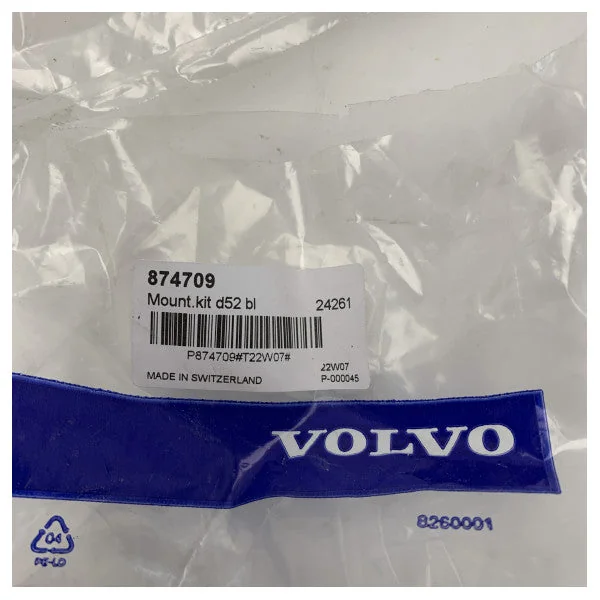 874709
Mount.kit d52 bl 24261
P874709#T22W07#
22W07
MADE IN SWITZERLAND P-000045
VOLVO
8260001
04
PE-LD